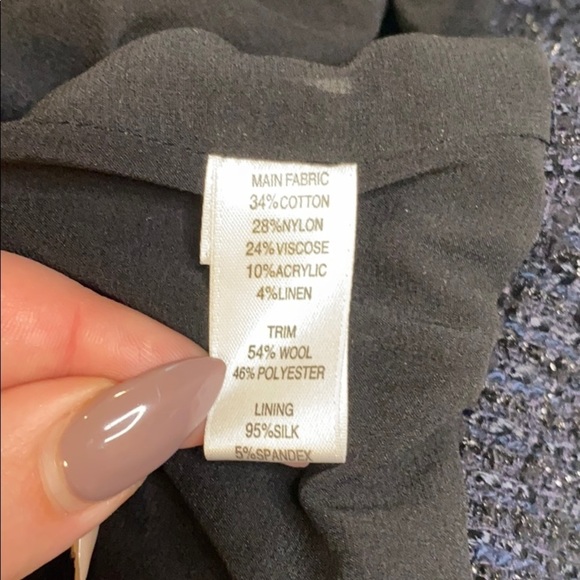 MAIN FABRIC
34%COTTON
28%NYLON
24%VISCOSE
10%ACRYLIC
4%LINEN
TRIM
54% WOOL
46% POLYESTER
LINING
95%SILK
5%SPANDEX